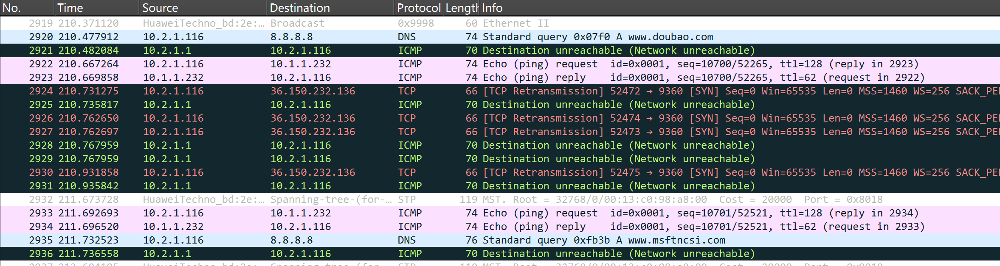 No. Time Source Destination Protocol Length Info
2919 210.371120 HuaweiTechno_bd:2e:… Broadcast 0x9998 60 Ethernet II
2920 210.477912 10.2.1.116 8.8.8.8 DNS 74 Standard query 0x07f0 A www.doubao.com
2921 210.482084 10.2.1.1 10.2.1.116 ICMP 70 Destination unreachable (Network unreachable)
2922 210.667264 10.2.1.116 10.1.1.232 ICMP 74 Echo (ping) request id=0x0001, seq=10700/52265, ttl=128 (reply in 2923)
2923 210.669858 10.1.1.232 10.2.1.116 ICMP 74 Echo (ping) reply id=0x0001, seq=10700/52265, ttl=62 (request in 2922)
2924 210.731275 10.2.1.116 36.150.232.136 TCP 66 [TCP Retransmission] 52472 → 9360 [SYN] Seq=0 Win=65535 Len=0 MSS=1460 WS=256 SACK_PE
2925 210.735817 10.2.1.1 10.2.1.116 ICMP 70 Destination unreachable (Network unreachable)
2926 210.762650 10.2.1.116 36.150.232.136 TCP 66 [TCP Retransmission] 52474 → 9360 [SYN] Seq=0 Win=65535 Len=0 MSS=1460 WS=256 SACK_PE
2927 210.762697 10.2.1.116 36.150.232.136 TCP 66 [TCP Retransmission] 52473 → 9360 [SYN] Seq=0 Win=65535 Len=0 MSS=1460 WS=256 SACK_PE
2928 210.767959 10.2.1.1 10.2.1.116 ICMP 70 Destination unreachable (Network unreachable)
2929 210.767959 10.2.1.1 10.2.1.116 ICMP 70 Destination unreachable (Network unreachable)
2930 210.931858 10.2.1.116 36.150.232.136 TCP 66 [TCP Retransmission] 52475 → 9360 [SYN] Seq=0 Win=65535 Len=0 MSS=1460 WS=256 SACK_PE
2931 210.935842 10.2.1.1 10.2.1.116 ICMP 70 Destination unreachable (Network unreachable)
2932 211.673728 HuaweiTechno_bd:2e:… Spanning-tree-(for-… STP 119 MST. Root = 32768/0/00:13:c0:98:a8:00 Cost = 20000 Port = 0x8018
2933 211.692693 10.2.1.116 10.1.1.232 ICMP 74 Echo (ping) request id=0x0001, seq=10701/52521, ttl=128 (reply in 2934)
2934 211.696520 10.1.1.232 10.2.1.116 ICMP 74 Echo (ping) reply id=0x0001, seq=10701/52521, ttl=62 (request in 2933)
2935 211.732523 10.2.1.116 8.8.8.8 DNS 76 Standard query 0xfb3b A www.msftncsi.com
2936 211.736558 10.2.1.1 10.2.1.116 ICMP 70 Destination unreachable (Network unreachable)